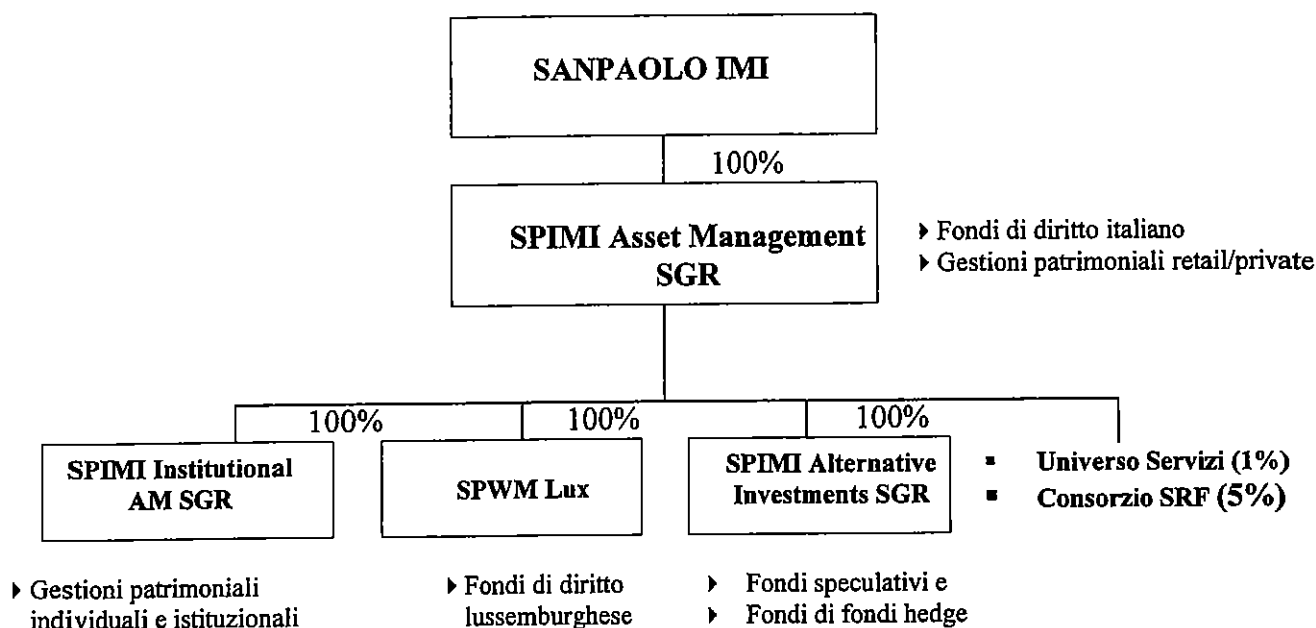 SANPAOLO IMI
100%
SPIMI Asset Management
SGR
▸ Fondi di diritto italiano
▸ Gestioni patrimoniali retail/private
100%
100%
100%
SPIMI Institutional
AM SGR
SPWM Lux
SPIMI Alternative
Investments SGR
▪ Universo Servizi (1%)
▪ Consorzio SRF (5%)
▸ Gestioni patrimoniali
individuali e istituzionali
▸ Fondi di diritto
lussemburghese
▸ Fondi speculativi e
▸ Fondi di fondi hedge